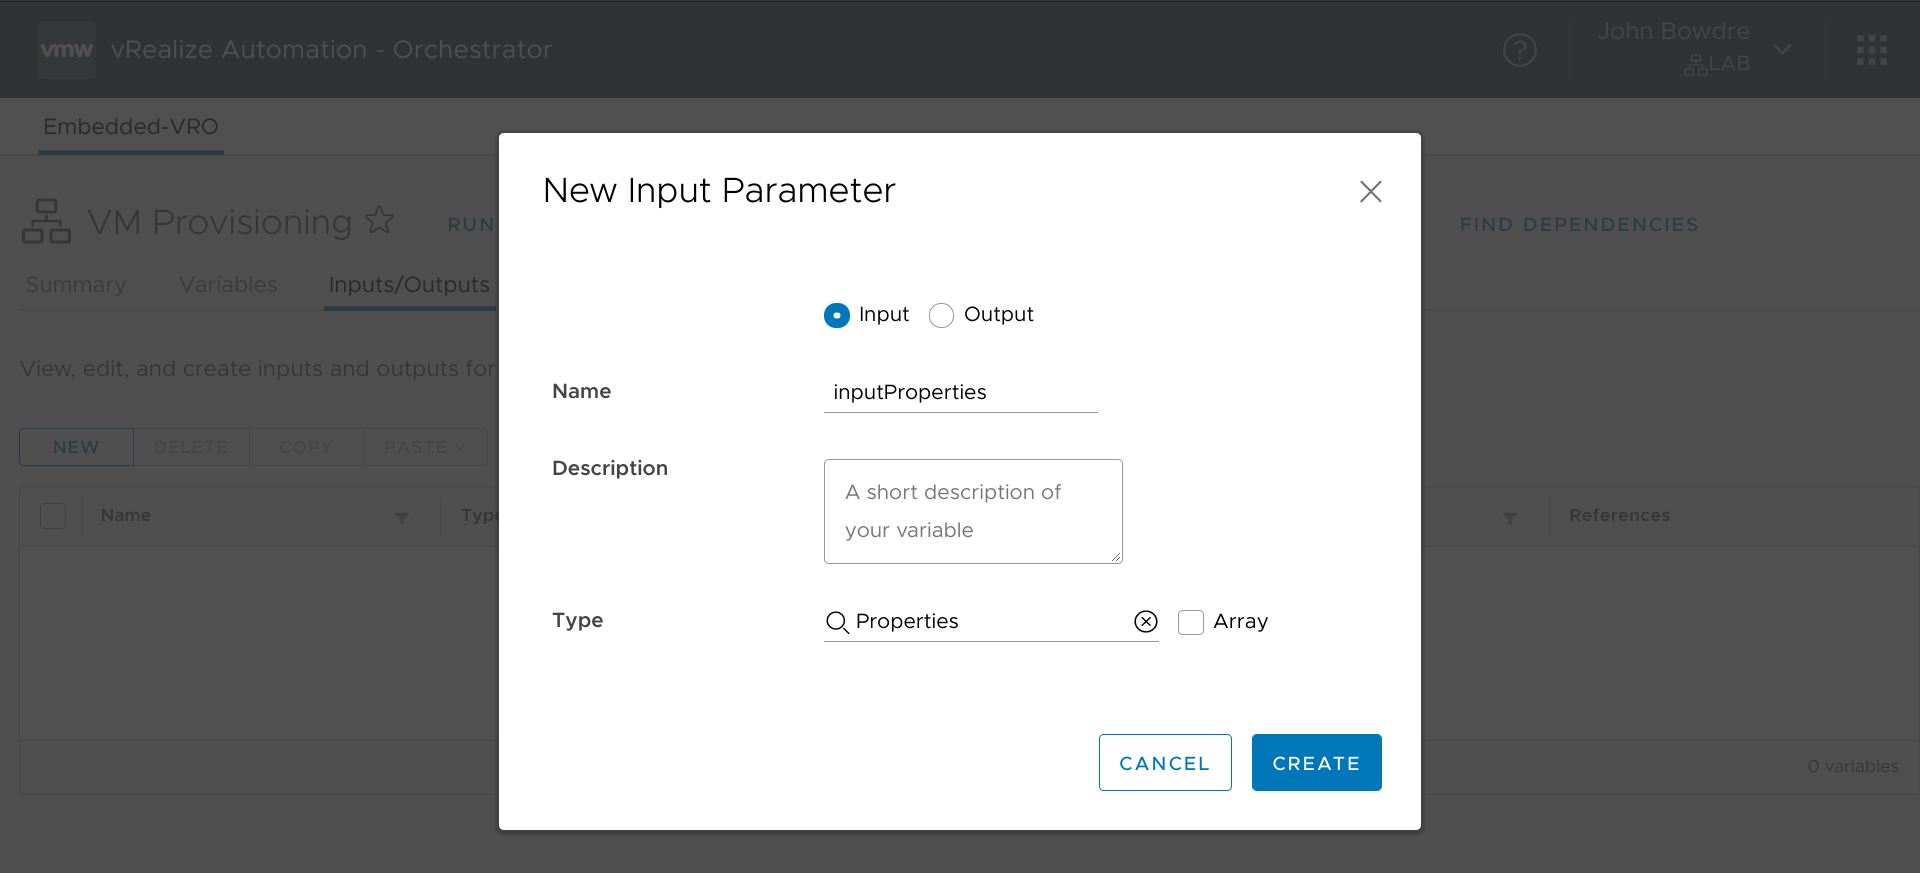 vmw vRealize Automation - Orchestrator
John Bowdre
LAB
Embedded-VRO
VM Provisioning
RUN
FIND DEPENDENCIES
Summary Variables Inputs/Outputs
View, edit, and create inputs and outputs for
NEW DELETE COPY PASTE
Name Type References
0 variables
New Input Parameter
Input Output
Name inputProperties
Description A short description of
your variable
Type Properties Array
CANCEL CREATE